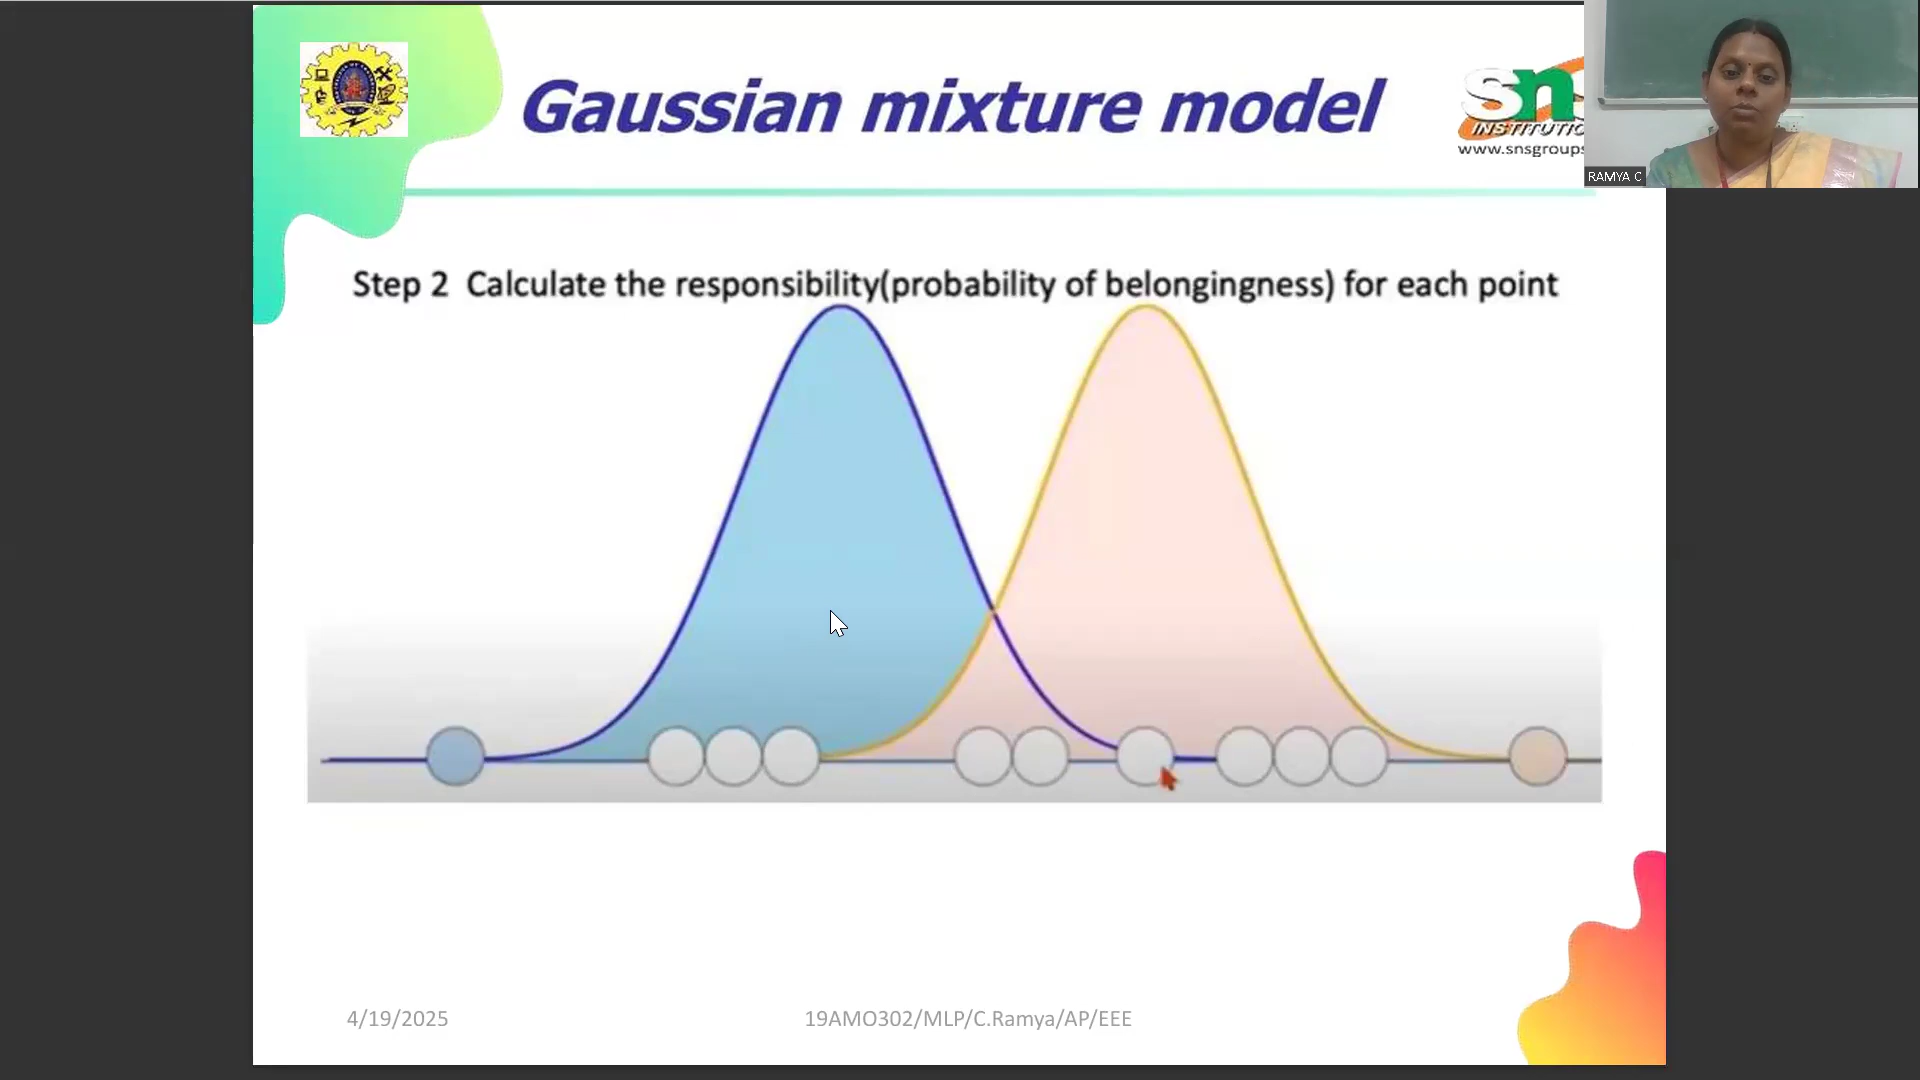 Gaussian mixture model
sns
INSTITUTIO
www.snsgroups
RAMYA C
Step 2 Calculate the responsibility(probability of belongingness) for each point
4/19/2025
19AMO302/MLP/C.Ramya/AP/EEE